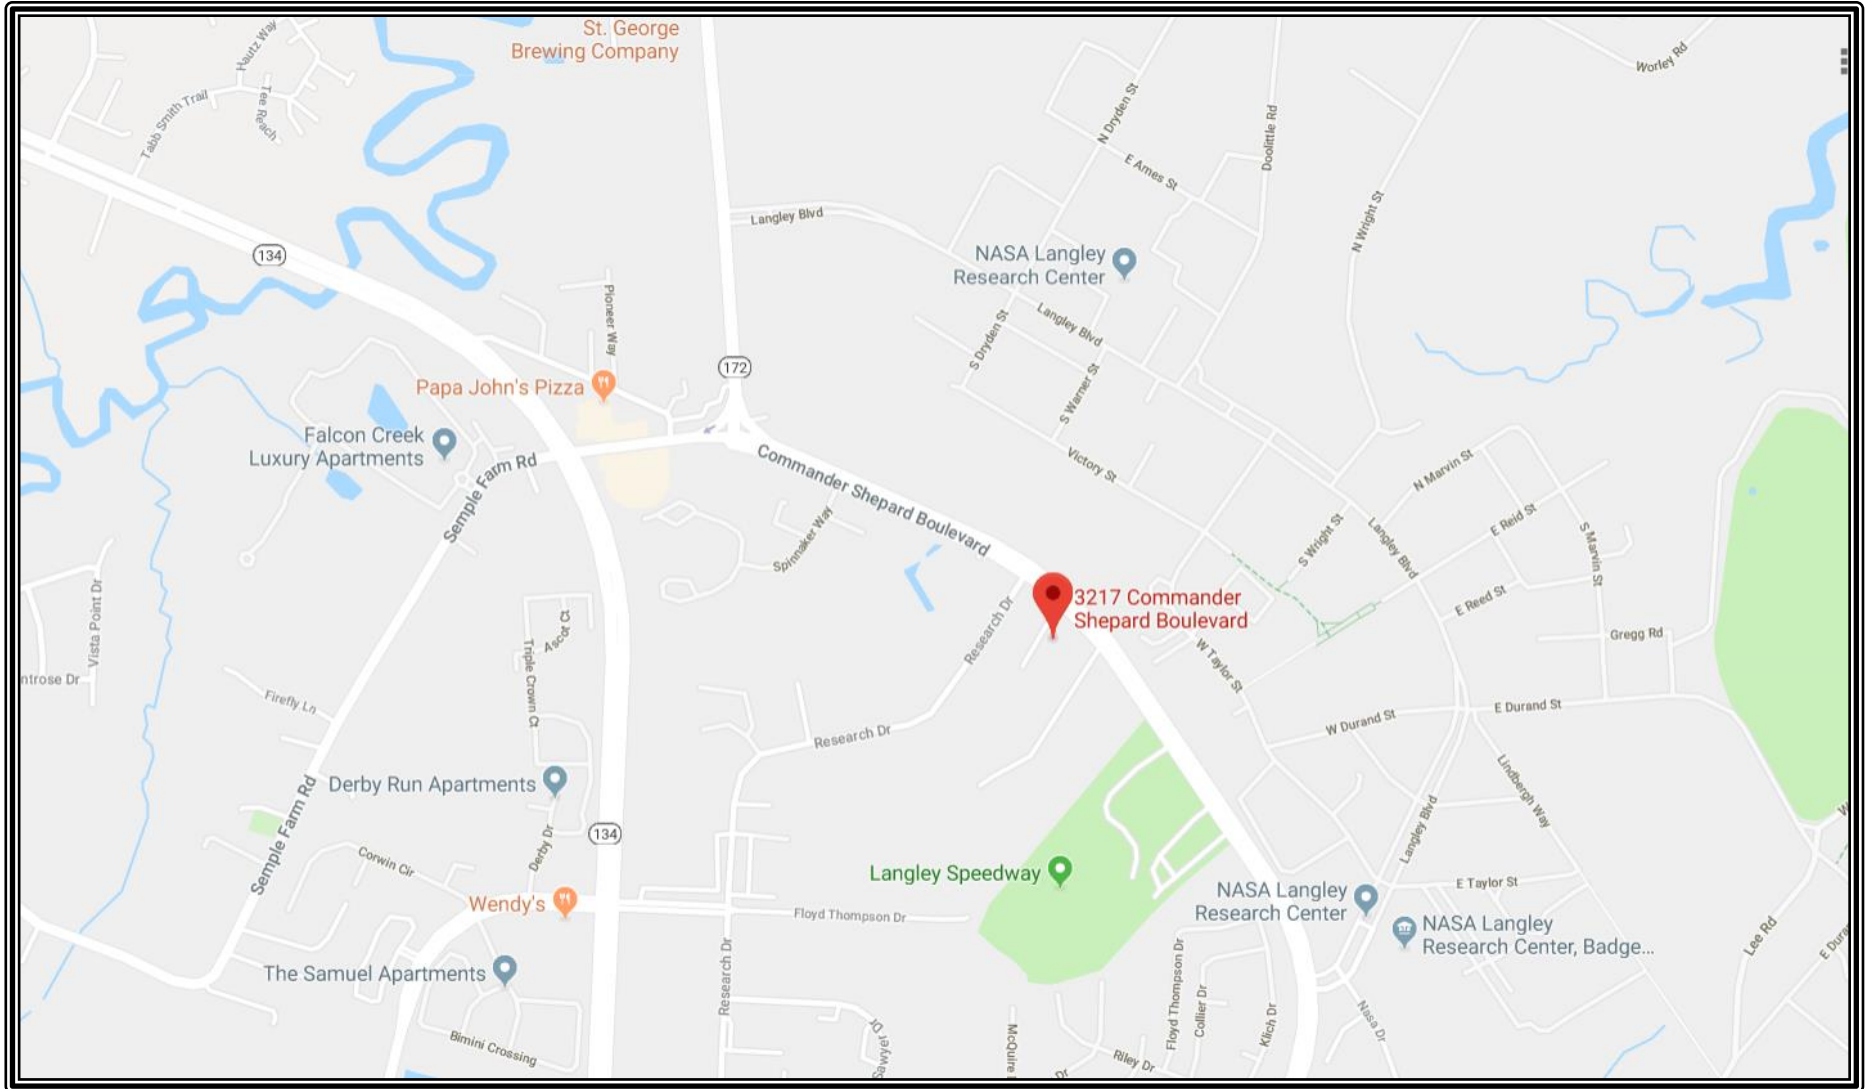 St. George
Brewing Company
Hautz Way
Tee Reach
Tabb Smith Trail
Worley Rd
N Dryden St
E Ames St
Doolittle Rd
N Wright St
Langley Blvd
134
NASA Langley
Research Center
Pioneer Way
Langley Blvd
S Dryden St
172
Papa John's Pizza
S Warner St
Falcon Creek
Luxury Apartments
Semple Farm Rd
Commander Shepard Boulevard
Victory St
N Marvin St
Spinnaker Way
S Wright St
Langley Blvd
E Reid St
S Marvin St
3217 Commander
Shepard Boulevard
Research Dr
E Reed St
Gregg Rd
Vista Point Dr
Ascot Ct
Triple Crown Ct
ntrose Dr
Firefly Ln
W Taylor St
W Durand St
E Durand St
Research Dr
Derby Run Apartments
Lindbergh Way
Semple Farm Rd
134
Derby Dr
Corwin Cir
Langley Blvd
Langley Speedway
E Taylor St
Wendy's
NASA Langley
Research Center
Floyd Thompson Dr
NASA Langley
Research Center, Badge...
Lee Rd
E Dura
The Samuel Apartments
Research Dr
Floyd Thompson Dr
Collier Dr
Klich Dr
Nasa Dr
Sawyer Dr
McQuire
Bimini Crossing
Riley Dr
Dr
W